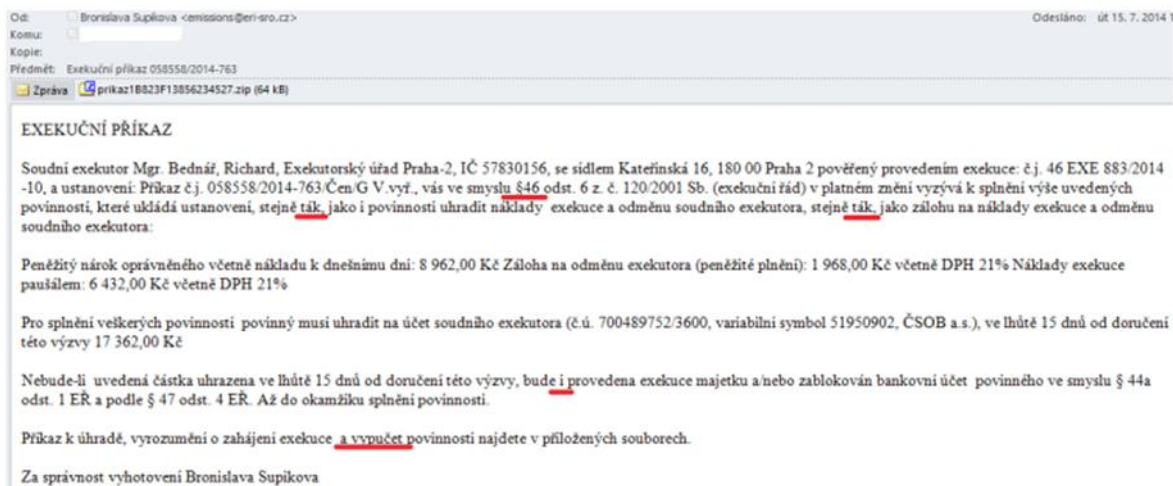 Od: Bronislava Supikova <emissions@eri-sro.cz> Odesláno: út 15. 7. 2014 1
Komu:
Kopie:
Předmět: Exekuční příkaz 058558/2014-763
Zpráva prikaz1B823F13856234527.zip (64 kB)
EXEKUČNÍ PŘÍKAZ
Soudní exekutor Mgr. Bednář, Richard, Exekutorský úřad Praha-2, IČ 57830156, se sídlem Kateřinská 16, 180 00 Praha 2 pověřený provedením exekuce: č.j. 46 EXE 883/2014
-10, a ustanovení: Příkaz č.j. 058558/2014-763/Čen/G V.vyř., vás ve smyslu §46 odst. 6 z. č. 120/2001 Sb. (exekuční řád) v platném znění vyzývá k splnění výše uvedených
povinností, které ukládá ustanovení, stejně ták, jako i povinnosti uhradit náklady exekuce a odměnu soudního exekutora, stejně ták, jako zálohu na náklady exekuce a odměnu
soudního exekutora:
Peněžitý nárok oprávněného včetně nákladu k dnešnímu dni: 8 962,00 Kč Záloha na odměnu exekutora (peněžité plnění): 1 968,00 Kč včetně DPH 21% Náklady exekuce
paušálem: 6 432,00 Kč včetně DPH 21%
Pro splnění veškerých povinností povinný musí uhradit na účet soudního exekutora (č.ú. 700489752/3600, variabilní symbol 51950902, ČSOB a.s.), ve lhůtě 15 dnů od doručení
této výzvy 17 362,00 Kč
Nebude-li uvedená částka uhrazena ve lhůtě 15 dnů od doručení této výzvy, bude i provedena exekuce majetku a/nebo zablokován bankovní účet povinného ve smyslu § 44a
odst. 1 EŘ a podle § 47 odst. 4 EŘ. Až do okamžiku splnění povinností.
Příkaz k úhradě, vyrozumění o zahájení exekuce a vypučet povinností najdete v přiložených souborech.
Za správnost vyhotovení Bronislava Supikova